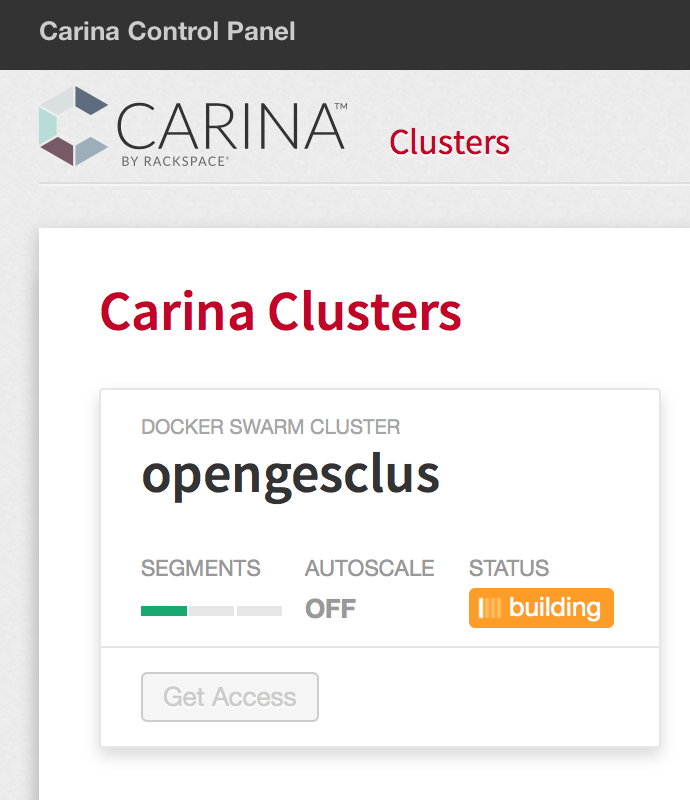 Carina Control Panel
CARINA™
BY RACKSPACE®
Clusters
Carina Clusters
DOCKER SWARM CLUSTER
opengesclus
SEGMENTS AUTOSCALE STATUS
OFF building
Get Access